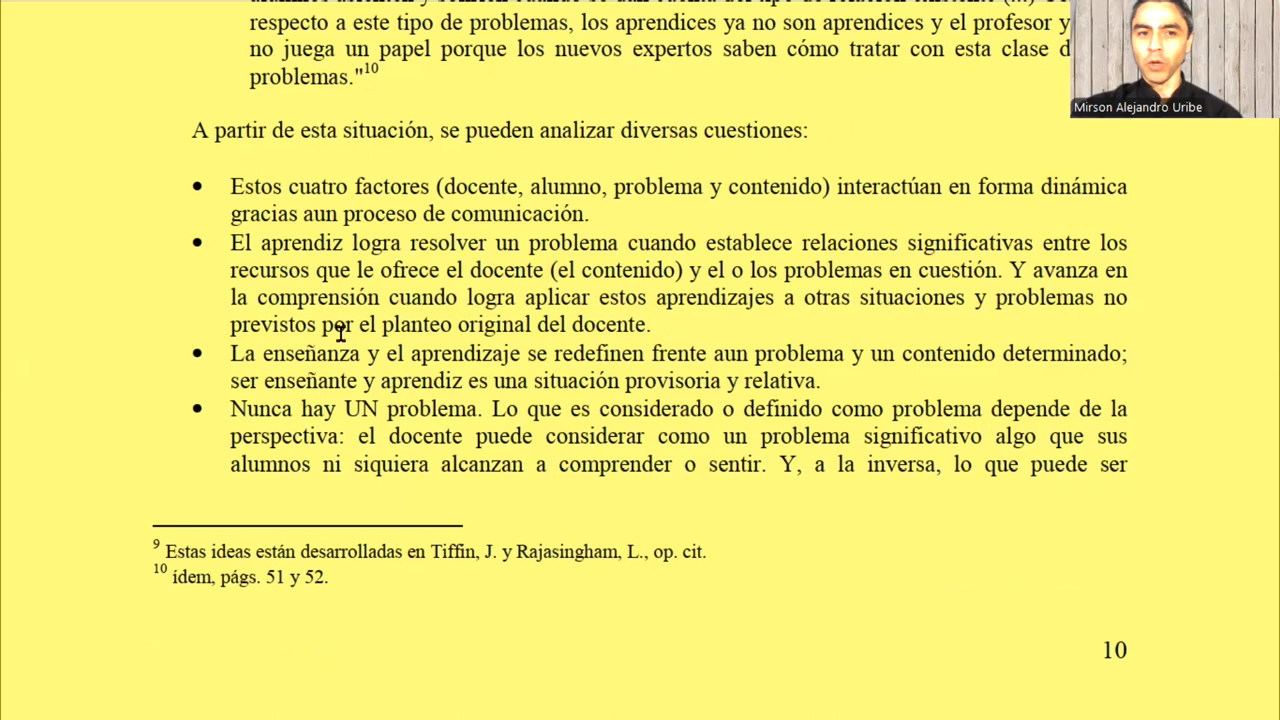 respecto a este tipo de problemas, los aprendices ya no son aprendices y el profesor y
no juega un papel porque los nuevos expertos saben cómo tratar con esta clase d
problemas."10
Mirson Alejandro Uribe
A partir de esta situación, se pueden analizar diversas cuestiones:
• Estos cuatro factores (docente, alumno, problema y contenido) interactúan en forma dinámica
gracias aun proceso de comunicación.
• El aprendiz logra resolver un problema cuando establece relaciones significativas entre los
recursos que le ofrece el docente (el contenido) y el o los problemas en cuestión. Y avanza en
la comprensión cuando logra aplicar estos aprendizajes a otras situaciones y problemas no
previstos por el planteo original del docente.
• La enseñanza y el aprendizaje se redefinen frente aun problema y un contenido determinado;
ser enseñante y aprendiz es una situación provisoria y relativa.
• Nunca hay UN problema. Lo que es considerado o definido como problema depende de la
perspectiva: el docente puede considerar como un problema significativo algo que sus
alumnos ni siquiera alcanzan a comprender o sentir. Y, a la inversa, lo que puede ser
9 Estas ideas están desarrolladas en Tiffin, J. y Rajasingham, L., op. cit.
10 ídem, págs. 51 y 52.
10